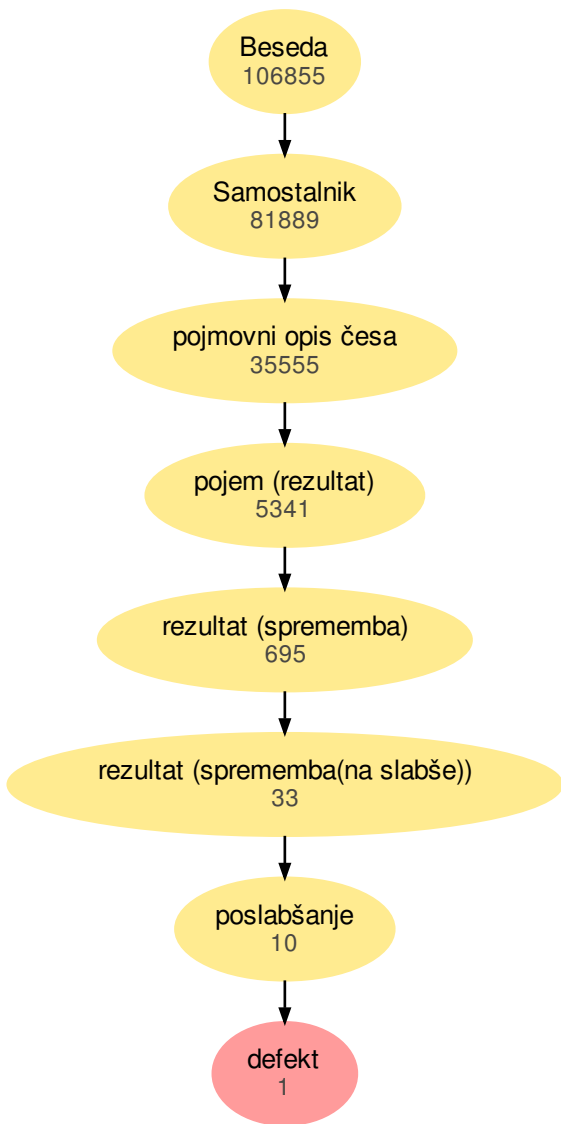 Beseda
106855
Samostalnik
81889
pojmovni opis česa
35555
pojem (rezultat)
5341
rezultat (sprememba)
695
rezultat (sprememba(na slabše))
33
poslabšanje
10
defekt
1